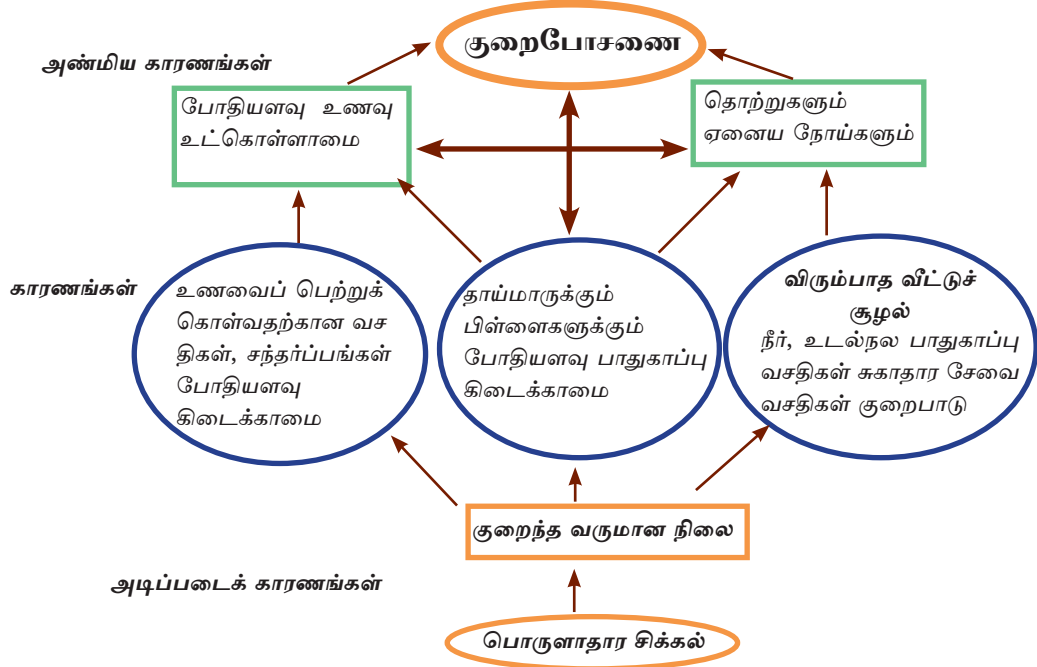 குறைபோசணை
அண்மிய காரணங்கள்
போதியளவு உணவு
உட்கொள்ளாமை
தொற்றுகளும்
ஏனைய நோய்களும்
காரணங்கள்
உணவைப் பெற்றுக்
கொள்வதற்கான வச
திகள், சந்தர்ப்பங்கள்
போதியளவு
கிடைக்காமை
தாய்மாருக்கும்
பிள்ளைகளுக்கும்
போதியளவு பாதுகாப்பு
கிடைக்காமை
விரும்பாத வீட்டுச்
சூழல்
நீர், உடல்நல பாதுகாப்பு
வசதிகள் சுகாதார சேவை
வசதிகள் குறைபாடு
குறைந்த வருமான நிலை
அடிப்படைக் காரணங்கள்
பொருளாதார சிக்கல்